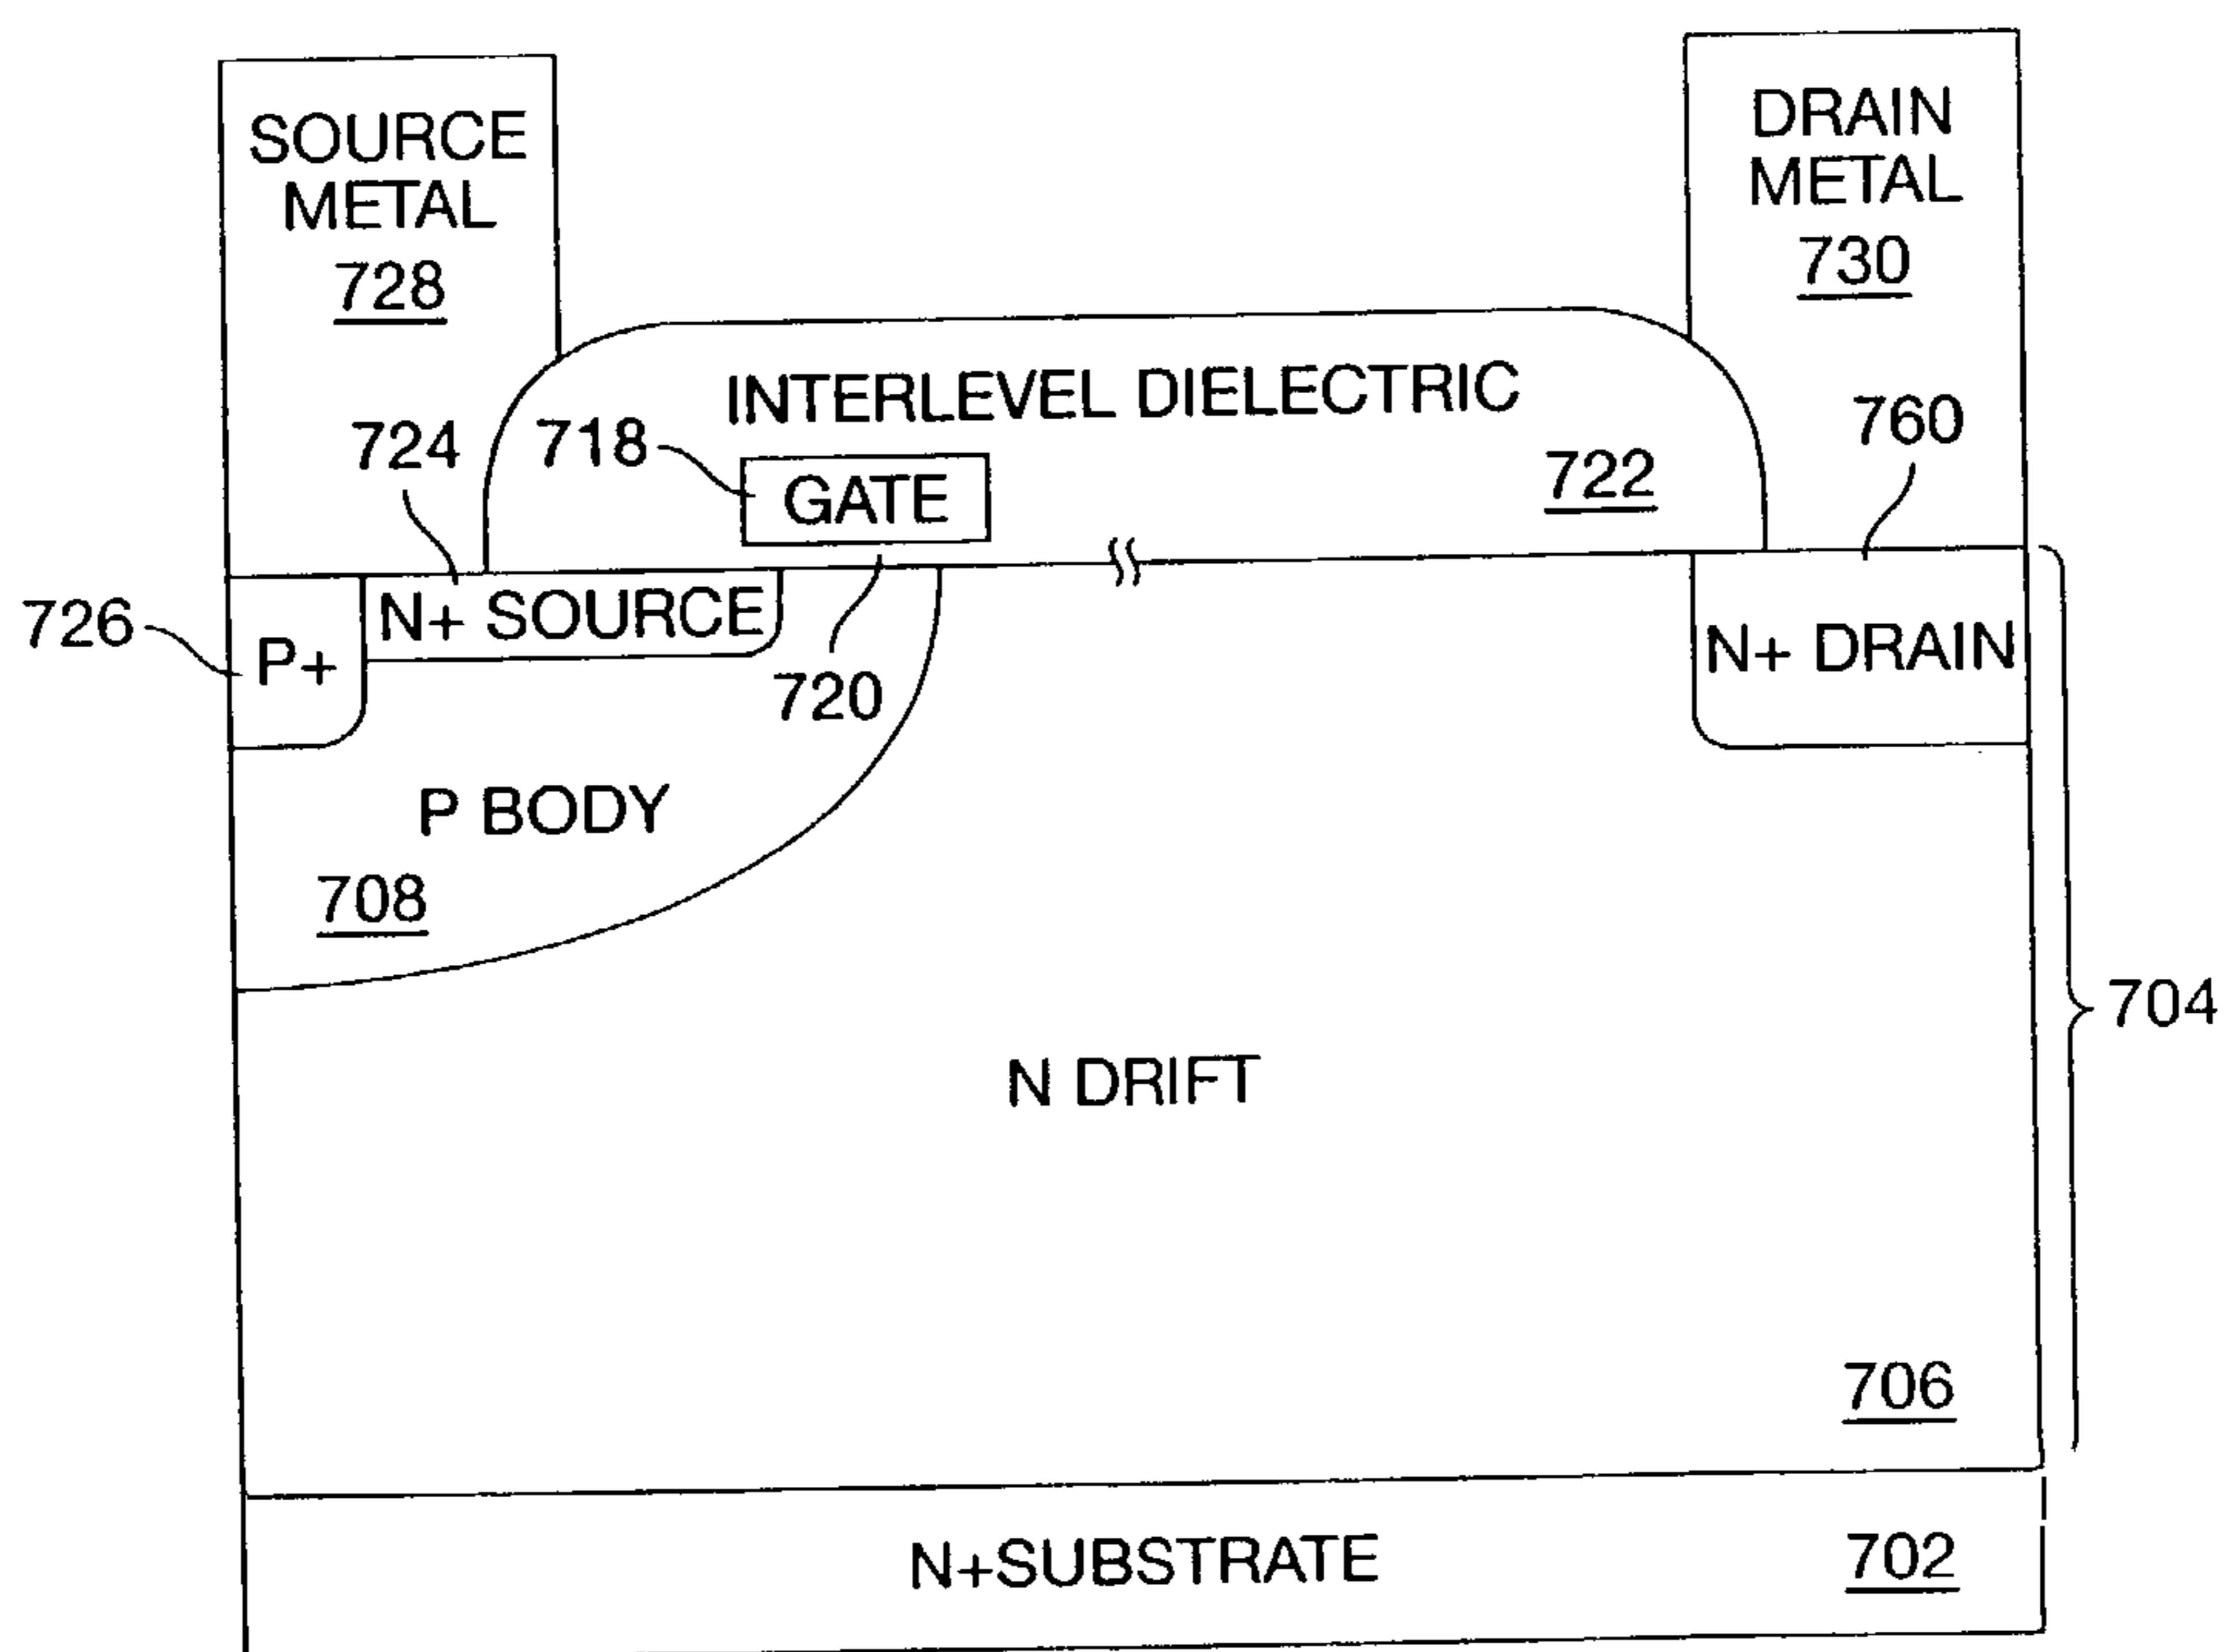 SOURCE
METAL
728
DRAIN
METAL
730
INTERLEVEL DIELECTRIC
724
718
GATE
722
760
726
P+
N+ SOURCE
720
N+ DRAIN
P BODY
708
704
N DRIFT
706
N+SUBSTRATE
702